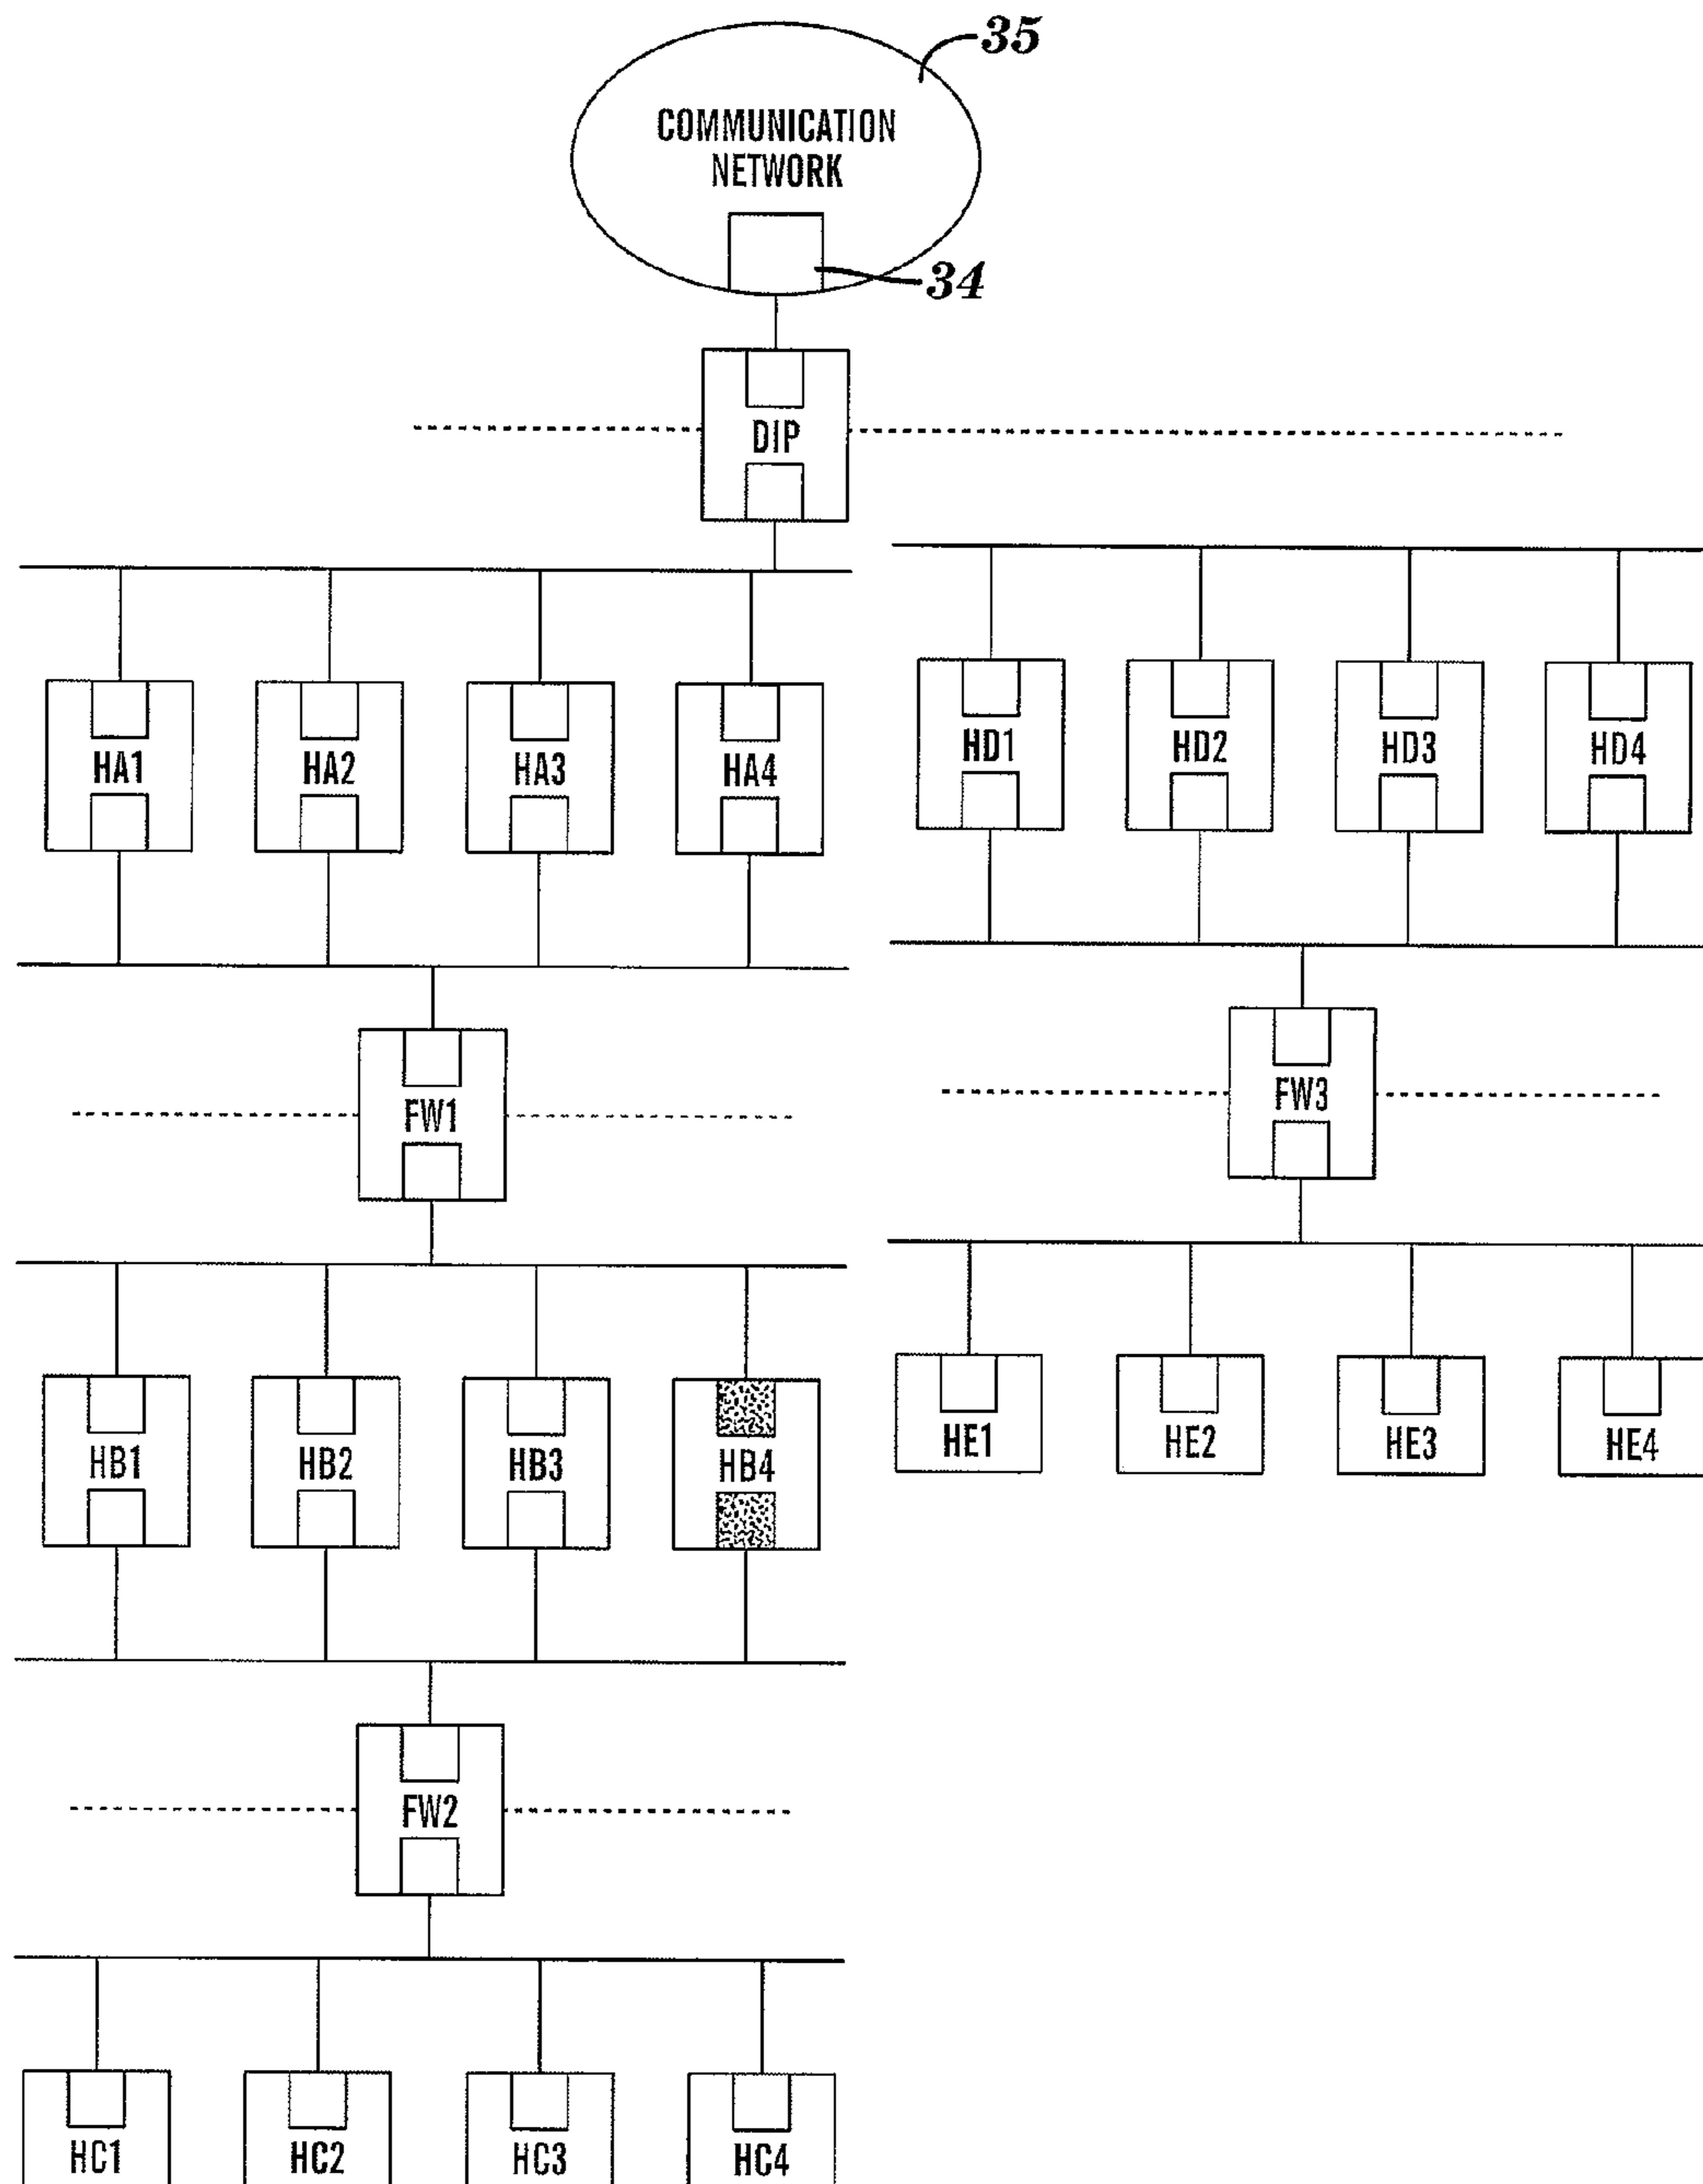 35
COMMUNICATION
NETWORK
34
DIP
HA1 HA2 HA3 HA4
HD1 HD2 HD3 HD4
FW1
FW3
HB1 HB2 HB3 HB4
HE1 HE2 HE3 HE4
FW2
HC1 HC2 HC3 HC4